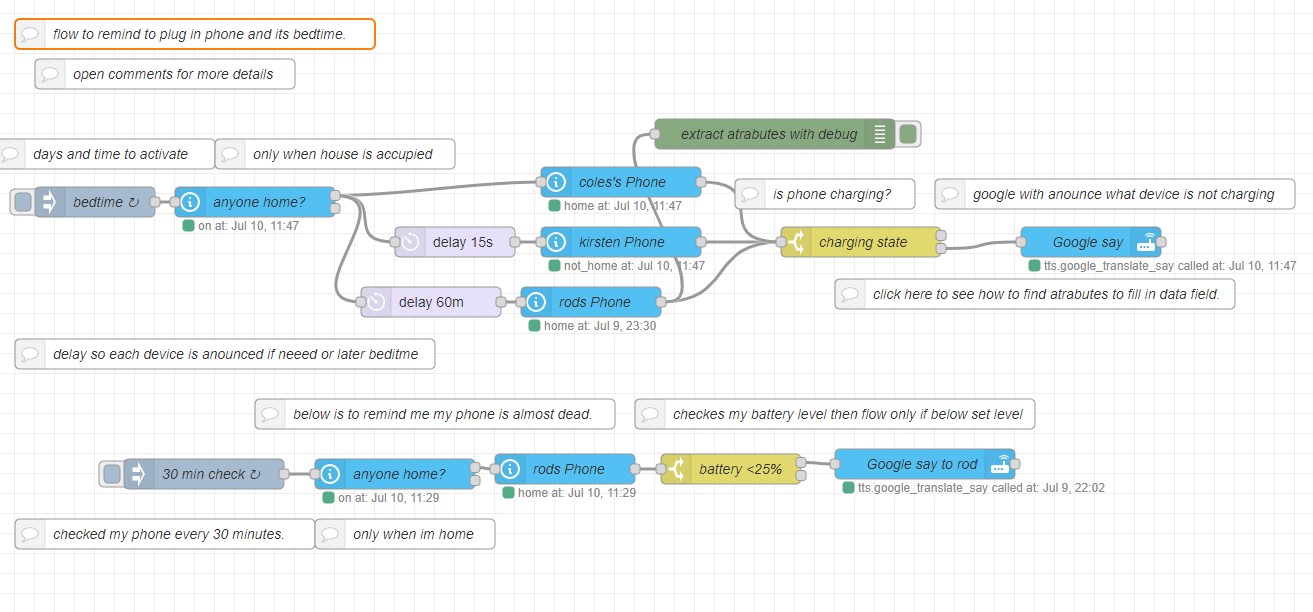 flow to remind to plug in phone and its bedtime.
open comments for more details
extract atrabutes with debug
days and time to activate
only when house is accupied
coles's Phone
is phone charging?
google with anounce what device is not charging
bedtime ↻
anyone home?
home at: Jul 10, 11:47
on at: Jul 10, 11:47
delay 15s
kirsten Phone
charging state
Google say
not_home at: Jul 10, 11:47
tts.google_translate_say called at: Jul 10, 11:47
delay 60m
rods Phone
click here to see how to find atrabutes to fill in data field.
home at: Jul 9, 23:30
delay so each device is anounced if neeed or later beditme
below is to remind me my phone is almost dead.
checkes my battery level then flow only if below set level
30 min check ↻
anyone home?
rods Phone
battery <25%
Google say to rod
on at: Jul 10, 11:29
home at: Jul 10, 11:29
tts.google_translate_say called at: Jul 9, 22:02
checked my phone every 30 minutes.
only when im home